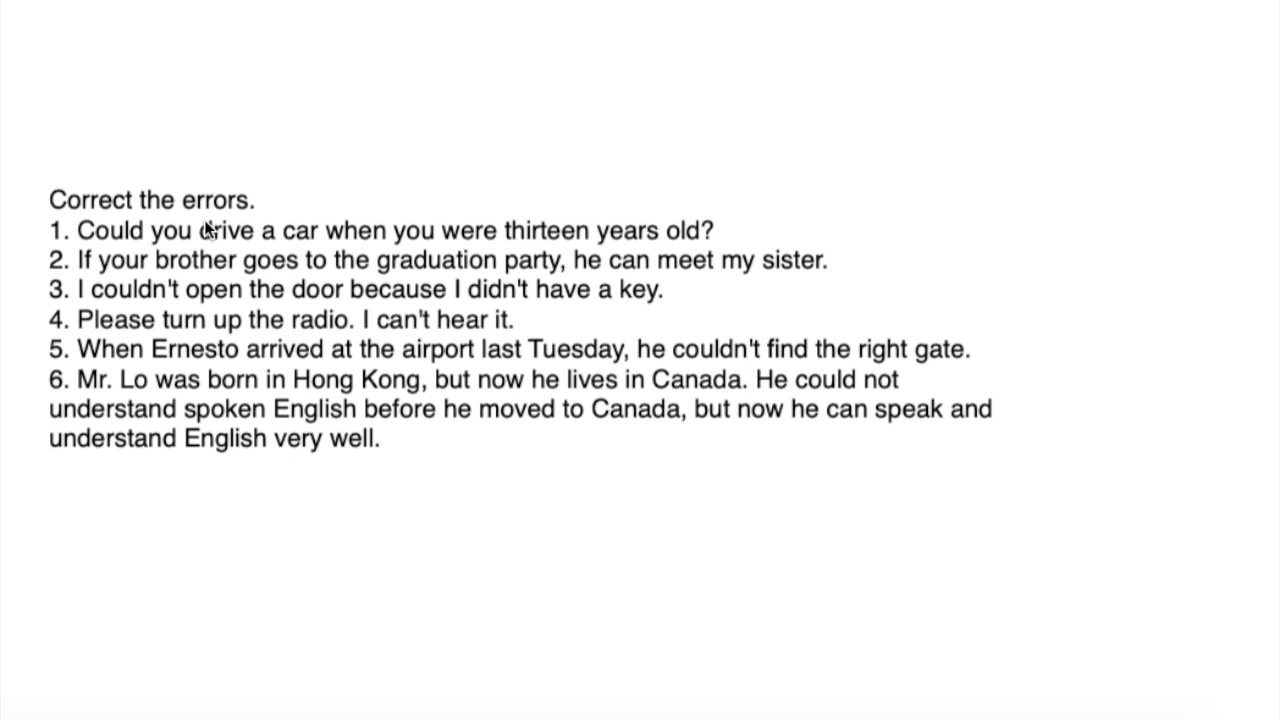 Correct the errors.
1. Could you drive a car when you were thirteen years old?
2. If your brother goes to the graduation party, he can meet my sister.
3. I couldn't open the door because I didn't have a key.
4. Please turn up the radio. I can't hear it.
5. When Ernesto arrived at the airport last Tuesday, he couldn't find the right gate.
6. Mr. Lo was born in Hong Kong, but now he lives in Canada. He could not
understand spoken English before he moved to Canada, but now he can speak and
understand English very well.